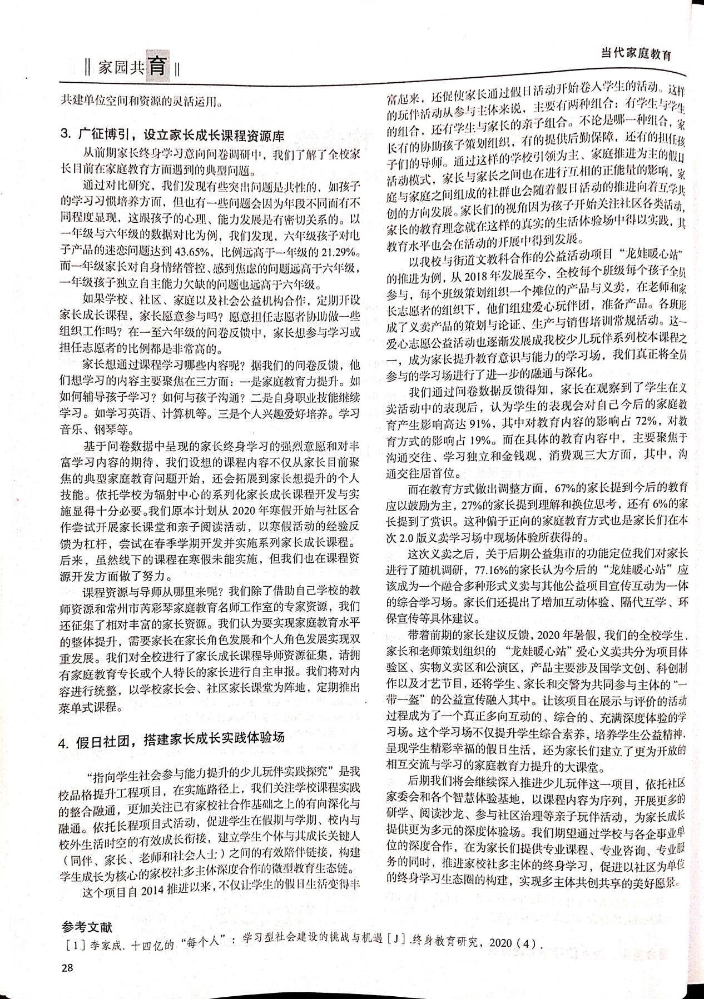 家园共育
当代家庭教育
共建单位空间和资源的灵活运用。
3. 广征博引，设立家长成长课程资源库
从前期家长终身学习意向问卷调研中，我们了解了全校家
长目前在家庭教育方面遇到的典型问题。
通过对比研究，我们发现有些突出问题是共性的，如孩子
的学习习惯培养方面，但也有一些问题会因为年段不同而有不
同程度显现，这跟孩子的心理、能力发展是有密切关系的。以
一年级与六年级的数据对比为例，我们发现，六年级孩子对电
子产品的迷恋问题达到 43.65%，比例远高于一年级的 21.29%。
而一年级家长对自身情绪管控、感到焦虑的问题远高于六年级，
一年级孩子独立自主能力欠缺的问题也远高于六年级。
如果学校、社区、家庭以及社会公益机构合作，定期开设
家长成长课程，家长愿意参与吗？愿意担任志愿者协助做一些
组织工作吗？在一至六年级的问卷反馈中，家长想参与学习或
担任志愿者的比例都是非常高的。
家长想通过课程学习哪些内容呢？据我们的问卷反馈，他
们想学习的内容主要聚焦在三方面：一是家庭教育力提升。如
如何辅导孩子学习？如何与孩子沟通？二是自身职业技能继续
学习。如学习英语、计算机等。三是个人兴趣爱好培养。学习
音乐、钢琴等。
基于问卷数据中呈现的家长终身学习的强烈意愿和对丰
富学习内容的期待，我们设想的课程内容不仅从家长目前聚
焦的典型家庭教育问题开始，还会拓展到家长想提升的个人
技能。依托学校为辐射中心的系列化家长成长课程开发与实
施显得十分必要。我们原本计划从 2020 年寒假开始与社区合
作尝试开展家长课堂和亲子阅读活动，以寒假活动的经验反
馈为杠杆，尝试在春季学期开发并实施系列家长成长课程。
后来，虽然线下的课程在寒假未能实施，但我们也在课程资
源开发方面做了努力。
课程资源与导师从哪里来呢？我们除了借助自己学校的教
师资源和常州市芮彩琴家庭教育名师工作室的专家资源，我们
还征集了相对丰富的家长资源。我们认为要实现家庭教育水平
的整体提升，需要家长在家长角色发展和个人角色发展实现双
重发展。我们对全校进行了家长成长课程导师资源征集，请拥
有家庭教育专长或个人特长的家长进行自主申报。我们将对内
容进行统整，以学校家长会、社区家长课堂为阵地，定期推出
菜单式课程。
4. 假日社团，搭建家长成长实践体验场
“指向学生社会参与能力提升的少儿玩伴实践探究”是我
校品格提升工程项目，在实施路径上，我们关注学校课程实践
的整合融通，更加关注已有家校社合作基础之上的有向深化与
融通。依托长程项目式活动，促进学生在假期与学期、校内与
校外生活时空的有效成长衔接，建立学生个体与其成长关键人
（同伴、家长、老师和社会人士）之间的有效陪伴链接，构建
学生成长为核心的家校社多主体深度合作的微型教育生态链。
这个项目自 2014 推进以来，不仅让学生的假日生活变得丰
富起来，还促使家长通过假日活动开始卷入学生的活动。这样
的玩伴活动从参与主体来说，主要有两种组合：有学生与学生
的组合，还有学生与家长的亲子组合。不论是哪一种组合，家
长有的协助孩子策划组织，有的提供后勤保障，还有的担任孩
子们的导师。通过这样的学校引领为主、家庭推进为主的假日
活动模式，家长与家长之间也在进行互相的正能量的影响，家
庭与家庭之间组成的社群也会随着假日活动的推进向着互学共
创的方向发展。家长们的视角因为孩子开始关注社区各类活动，
家长的教育理念就在这样的真实的生活体验场中得以实践，其
教育水平也会在活动的开展中得到发展。
以我校与街道文教科合作的公益活动项目“龙娃暖心站”
的推进为例，从 2018 年发展至今，全校每个班级每个孩子全员
参与，每个班级策划组织一个摊位的产品与义卖，在老师和家
长志愿者的组织下，他们组建爱心玩伴团，准备产品。各班形
成了义卖产品的策划与论证、生产与销售培训常规活动。这一
爱心志愿公益活动也逐渐发展成我校少儿玩伴系列校本课程之
一，成为家长提升教育意识与能力的学习场，我们真正将全员
参与的学习场进行了进一步的融通与深化。
我们通过问卷数据反馈得知，家长在观察到了学生在义
卖活动中的表现后，认为学生的表现会对自己今后的家庭教
育产生影响高达 91%，其中对教育内容的影响占 72%，对教
育方式的影响占 19%。而在具体的教育内容中，主要聚焦于
沟通交往、学习独立和金钱观、消费观三大方面，其中，沟
通交往居首位。
而在教育方式做出调整方面，67%的家长提到今后的教育
应以鼓励为主，27%的家长提到理解和换位思考，还有 6%的家
长提到了赏识。这种偏于正向的家庭教育方式也是家长们在本
次 2.0 版义卖学习场中现场体验所获得的。
这次义卖之后，关于后期公益集市的功能定位我们对家长
进行了随机调研，77.16%的家长认为今后的“龙娃暖心站”应
该成为一个融合多种形式义卖与其他公益项目宣传互动为一体
的综合学习场。家长们还提出了增加互动体验、隔代互学、环
保宣传等具体建议。
带着前期的家长建议反馈，2020 年暑假，我们的全校学生、
家长和老师策划组织的 “龙娃暖心站”爱心义卖共分为项目体
验区、实物义卖区和公演区，产品主要涉及国学文创、科创制
作以及才艺节目，还将学生、家长和交警为共同参与主体的“一
带一盔”的公益宣传融入其中。让该项目在展示与评价的活动
过程成为了一个真正多向互动的、综合的、充满深度体验的学
习场。这个学习场不仅提升学生综合素养，培养学生公益精神，
呈现学生精彩幸福的假日生活，还为家长们建立了更为开放的
相互交流与学习的家庭教育力提升的大课堂。
后期我们将会继续深入推进少儿玩伴这一项目，依托社区
家委会和各个智慧体验基地，以课程内容为序列，开展更多的
研学、阅读沙龙、参与社区治理等亲子玩伴活动，为家长成长
提供更为多元的深度体验场。我们期望通过学校与各企事业单
位的深度合作，在为家长们提供专业课程、专业咨询、专业服
务的同时，推进家校社多主体的终身学习，促进以社区为单位
的终身学习生态圈的构建，实现多主体共创共享的美好愿景。
参考文献
[1] 李家成. 十四亿的“每个人”：学习型社会建设的挑战与机遇 [J] .终身教育研究，2020（4）.
28